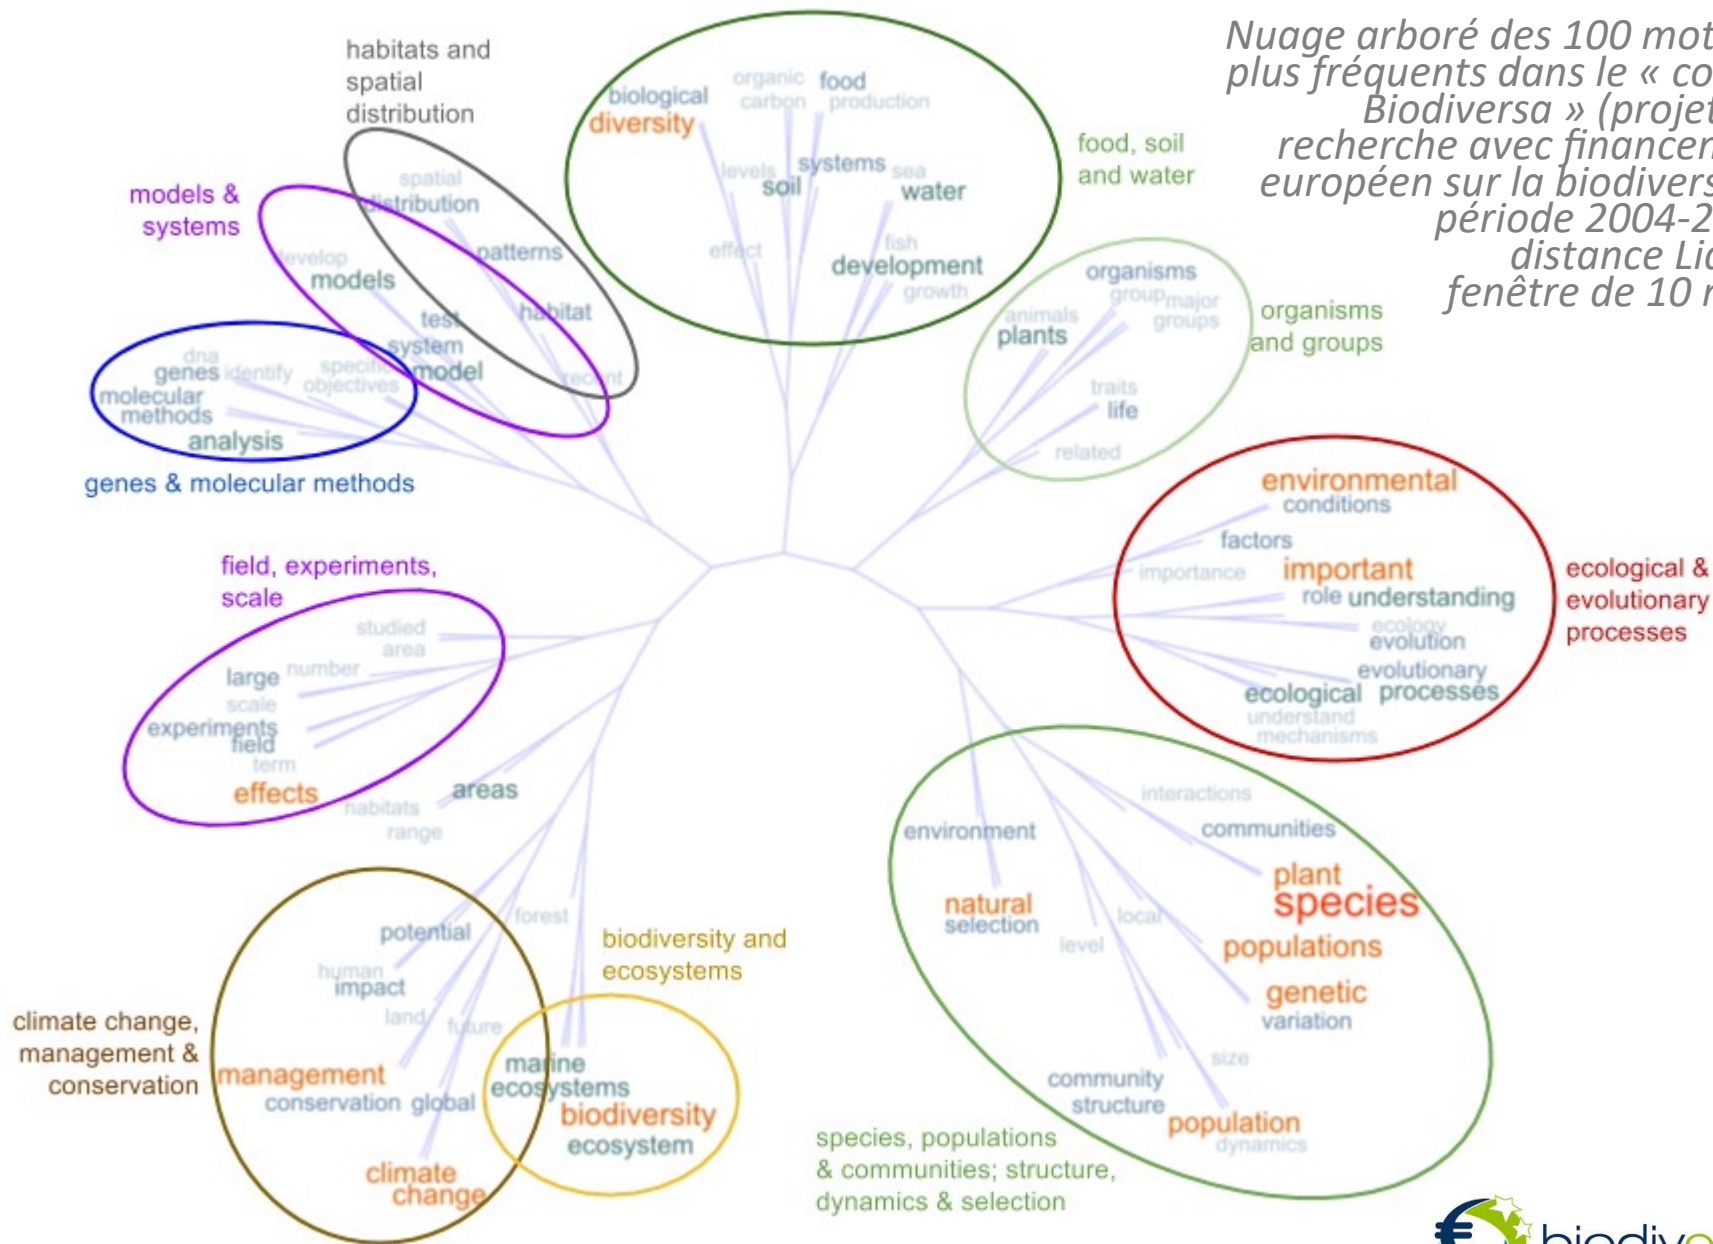 Nuage arboré des 100 mot
plus fréquents dans le « co
Biodiversa » (projet
recherche avec financen
européen sur la biodivers
période 2004-2
distance Lic
fenêtre de 10 r
habitats and
spatial
distribution
spatial
distribution
patterns
habitat
recent
models &
systems
develop
models
test
system
model
dna
genes identify
molecular
methods
specific
objectives
analysis
genes & molecular methods
biological
diversity
organic
carbon
food
production
levels
soil
systems
sea
water
effect
fish
development
growth
food, soil
and water
organisms
group major
groups
animals
plants
traits
life
related
organisms
and groups
environmental
conditions
factors
importance
important
role understanding
ecology
evolution
evolutionary
ecological processes
understand
mechanisms
ecological &
evolutionary
processes
field, experiments,
scale
studied
area
number
large
scale
experiments
field
term
effects
areas
habitats
range
potential
human
impact
land
future
forest
management
conservation global
climate
change
climate change,
management &
conservation
biodiversity and
ecosystems
marine
ecosystems
biodiversity
ecosystem
interactions
environment
communities
natural
selection
plant
species
local
level
populations
genetic
variation
size
community
structure
population
dynamics
species, populations
& communities; structure,
dynamics & selection